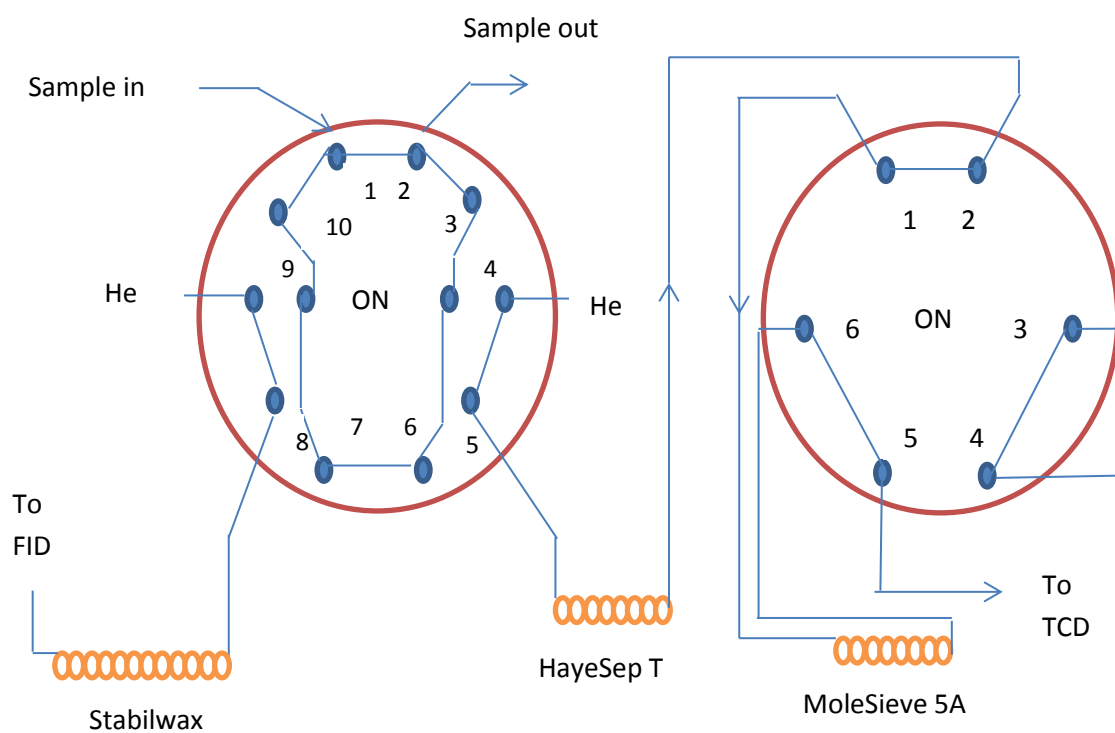 Sample out
Sample in
1 2
10
3
9
4
He
ON
He
8
7
6
5
To
FID
Stabilwax
HayeSep T
1 2
6
ON
3
5
4
To
TCD
MoleSieve 5A